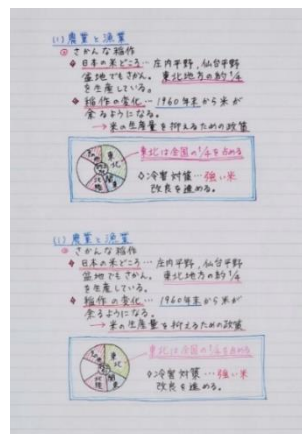 (1) 農業と漁業
⊙ さかんな稲作
◆ 日本の米どころ… 庄内平野、仙台平野
盆地でもさかん。 東北地方の約1/4
を生産している。
◆ 稲作の変化… 1960年末から米が
余るようになる。
→ 米の生産量を抑えるための政策
東北は全国の1/4を占める
◇冷害対策…強い米
改良を進める。
東北
関東
(1) 農業と漁業
⊙ さかんな稲作
◆ 日本の米どころ… 庄内平野、仙台平野
盆地でもさかん。 東北地方の約1/4
を生産している。
◆ 稲作の変化… 1960年末から米が
余るようになる。
→ 米の生産量を抑えるための政策
東北は全国の1/4を占める
◇冷害対策…強い米
改良を進める。
東北
関東